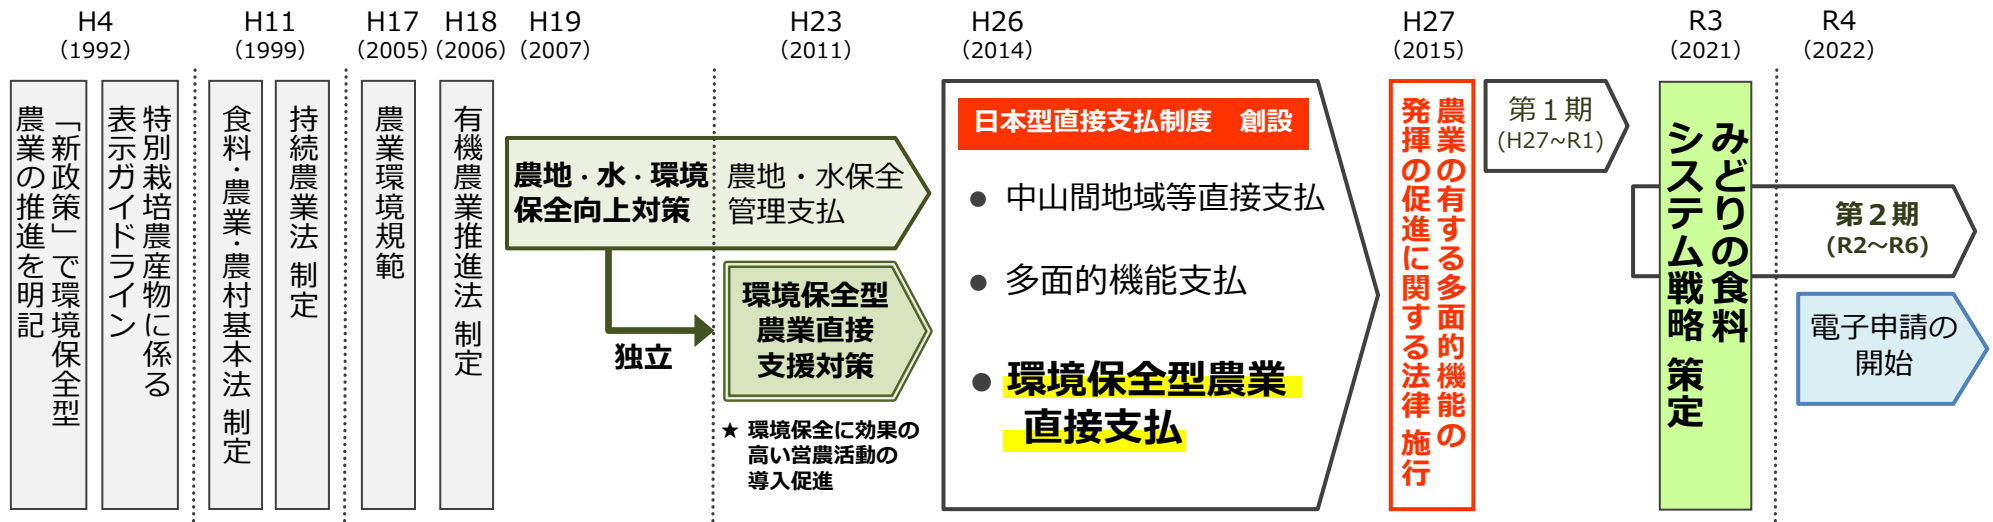 H4
(1992)
H11
(1999)
H17
(2005)
H18
(2006)
H19
(2007)
H23
(2011)
H26
(2014)
H27
(2015)
R3
(2021)
R4
(2022)
「新政策」で環境保全型
農業の推進を明記
特別栽培農産物に係る
表示ガイドライン
食料・農業・農村基本法 制定
持続農業法 制定
農業環境規範
有機農業推進法 制定
農地・水・環境
保全向上対策
農地・水保全
管理支払
独立
環境保全型
農業直接
支援対策
★ 環境保全に効果の
高い営農活動の
導入促進
日本型直接支払制度 創設
● 中山間地域等直接支払
● 多面的機能支払
● 環境保全型農業
直接支払
農業の有する多面的機能の
発揮の促進に関する法律 施行
第1期
(H27~R1)
みどりの食料
システム戦略 策定
第2期
(R2～R6)
電子申請の
開始